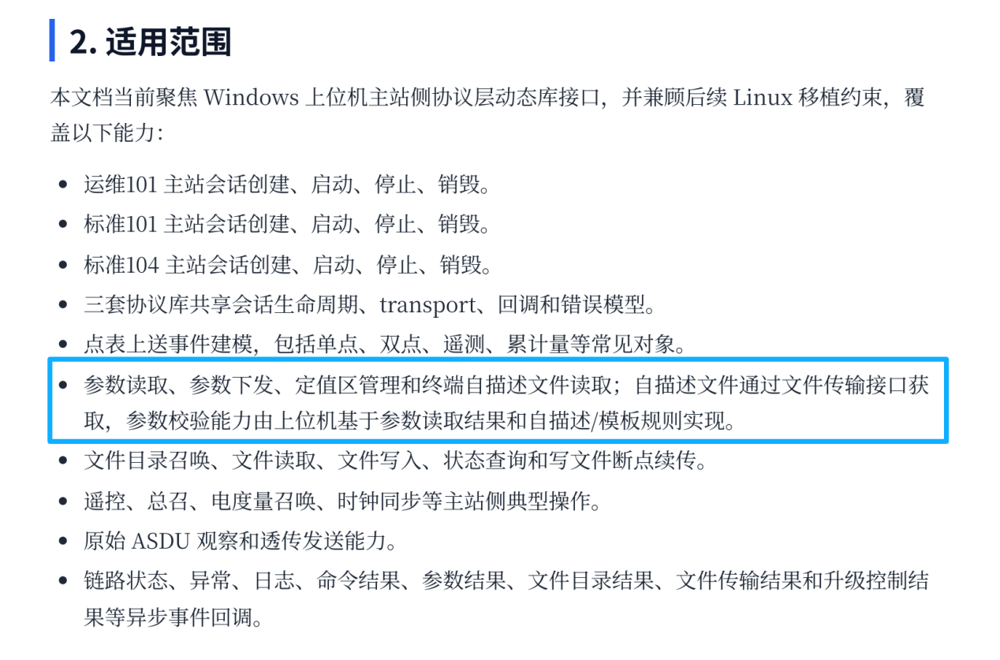 2. 适用范围
本文档当前聚焦 Windows 上位机主站侧协议层动态库接口，并兼顾后续 Linux 移植约束，覆
盖以下能力：
• 运维101 主站会话创建、启动、停止、销毁。
• 标准101 主站会话创建、启动、停止、销毁。
• 标准104 主站会话创建、启动、停止、销毁。
• 三套协议库共享会话生命周期、transport、回调和错误模型。
• 点表上送事件建模，包括单点、双点、遥测、累计量等常见对象。
• 参数读取、参数下发、定值区管理和终端自描述文件读取；自描述文件通过文件传输接口获
取，参数校验能力由上位机基于参数读取结果和自描述/模板规则实现。
• 文件目录召唤、文件读取、文件写入、状态查询和写文件断点续传。
• 遥控、总召、电度量召唤、时钟同步等主站侧典型操作。
• 原始 ASDU 观察和透传发送能力。
• 链路状态、异常、日志、命令结果、参数结果、文件目录结果、文件传输结果和升级控制结
果等异步事件回调。